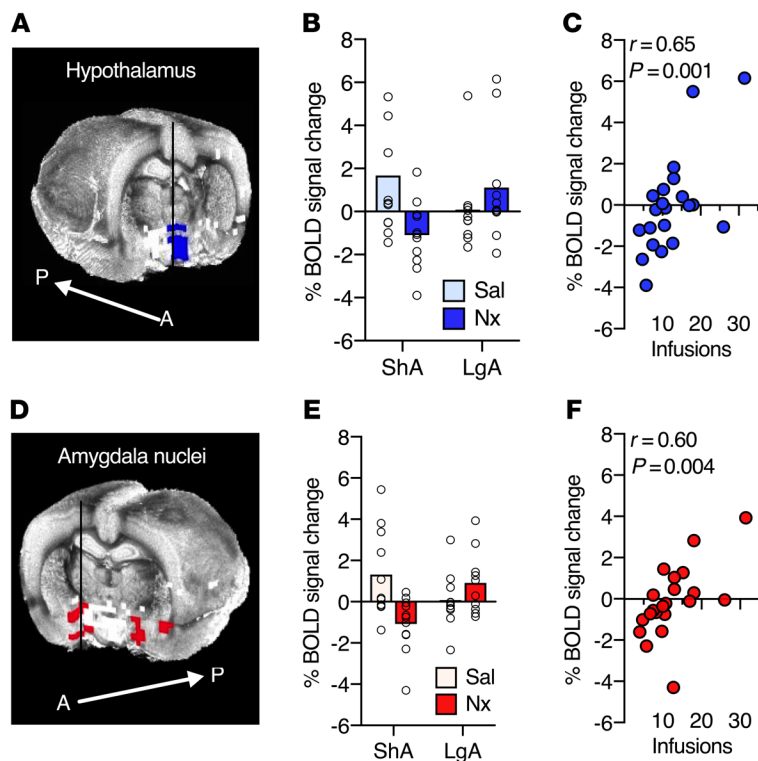 A
Hypothalamus
P
A
B
% BOLD signal change
8
6
4
2
0
-2
-4
-6
Sal
Nx
ShA
LgA
C
r = 0.65
P = 0.001
% BOLD signal change
8
6
4
2
0
-2
-4
-6
10 20 30
Infusions
D
Amygdala nuclei
A
P
E
% BOLD signal change
8
6
4
2
0
-2
-4
-6
Sal
Nx
ShA
LgA
F
r = 0.60
P = 0.004
% BOLD signal change
8
6
4
2
0
-2
-4
-6
10 20 30
Infusions